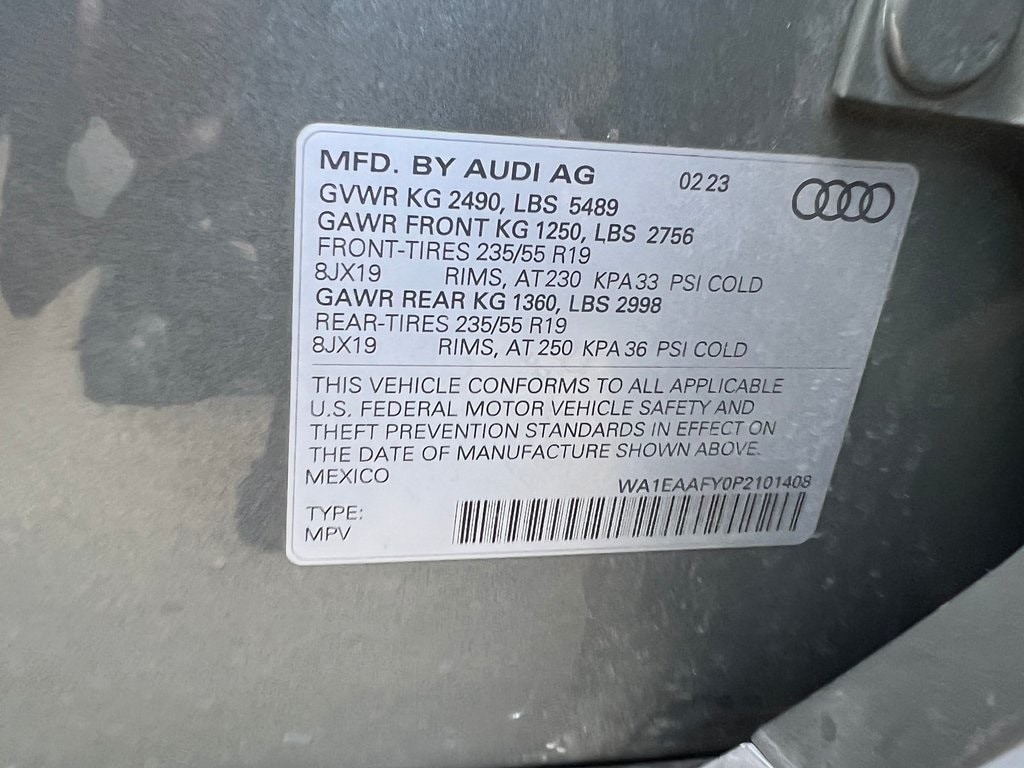 MFD. BY AUDI AG 02 23
GVWR KG 2490, LBS 5489
GAWR FRONT KG 1250, LBS 2756
FRONT-TIRES 235/55 R19
8JX19 RIMS, AT 230 KPA 33 PSI COLD
GAWR REAR KG 1360, LBS 2998
REAR-TIRES 235/55 R19
8JX19 RIMS, AT 250 KPA 36 PSI COLD
THIS VEHICLE CONFORMS TO ALL APPLICABLE
U.S. FEDERAL MOTOR VEHICLE SAFETY AND
THEFT PREVENTION STANDARDS IN EFFECT ON
THE DATE OF MANUFACTURE SHOWN ABOVE.
MEXICO
WA1EAAFY0P2101408
TYPE:
MPV